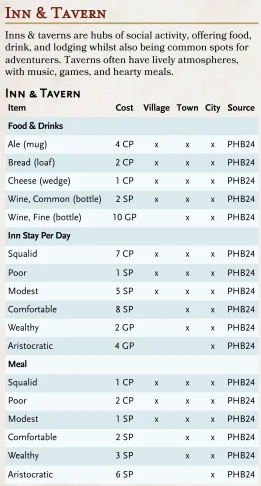 Inn & Tavern
Inns & taverns are hubs of social activity, offering food,
drink, and lodging whilst also being common spots for
adventurers. Taverns often have lively atmospheres,
with music, games, and hearty meals.
Inn & Tavern
Item Cost Village Town City Source
Food & Drinks
Ale (mug) 4 CP x x x PHB24
Bread (loaf) 2 CP x x x PHB24
Cheese (wedge) 1 CP x x x PHB24
Wine, Common (bottle) 2 SP x x x PHB24
Wine, Fine (bottle) 10 GP x x PHB24
Inn Stay Per Day
Squalid 7 CP x x x PHB24
Poor 1 SP x x x PHB24
Modest 5 SP x x x PHB24
Comfortable 8 SP x x PHB24
Wealthy 2 GP x x PHB24
Aristocratic 4 GP x PHB24
Meal
Squalid 1 CP x x x PHB24
Poor 2 CP x x x PHB24
Modest 1 SP x x x PHB24
Comfortable 2 SP x x PHB24
Wealthy 3 SP x x PHB24
Aristocratic 6 SP x PHB24